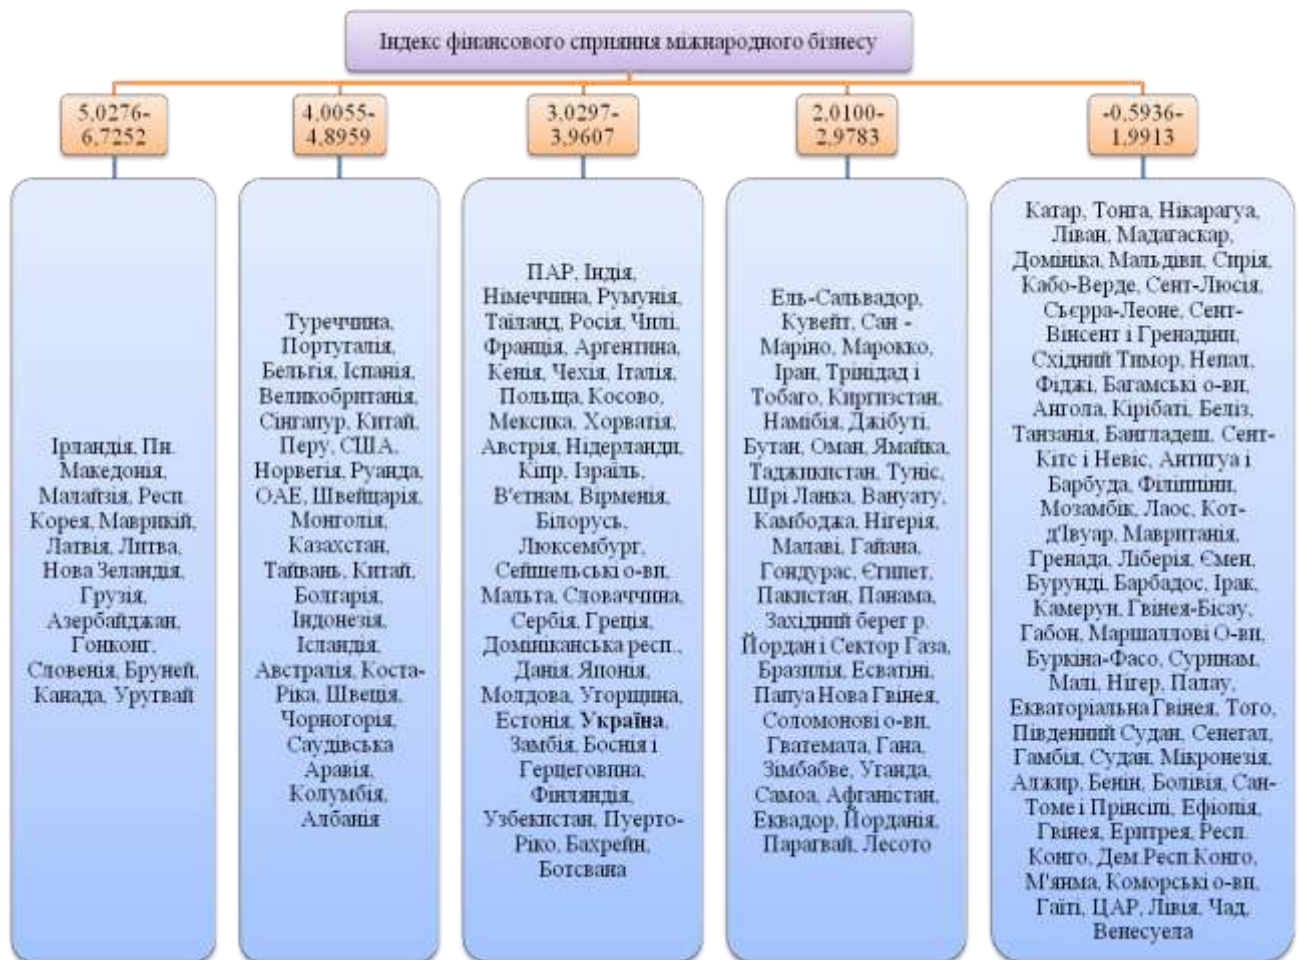 Індекс фінансового сприяння міжнародного бізнесу
5,0276-
6,7252
4,0055-
4,8959
3,0297-
3,9607
2,0100-
2,9783
-0,5936-
1,9913
Ірландія, Пн.
Македонія,
Малайзія, Респ.
Корея, Маврикій,
Латвія, Литва,
Нова Зеландія,
Грузія,
Азербайджан,
Гонконг,
Словенія, Бруней,
Канада, Уругвай
Туреччина,
Португалія,
Бельгія, Іспанія,
Великобританія,
Сінгапур, Китай,
Перу, США,
Норвегія, Руанда,
ОАЕ, Швейцарія,
Монголія,
Казахстан,
Тайвань, Китай,
Болгарія,
Індонезія,
Ісландія,
Австралія, Коста-
Ріка, Швеція,
Чорногорія,
Саудівська
Аравія,
Колумбія,
Албанія
ПАР, Індія,
Німеччина, Румунія,
Таїланд, Росія, Чилі,
Франція, Аргентина,
Кенія, Чехія, Італія,
Польща, Косово,
Мексика, Хорватія,
Австрія, Нідерланди,
Кіпр, Ізраїль,
В'єтнам, Вірменія,
Білорусь,
Люксембург,
Сейшельські о-ви,
Мальта, Словаччина,
Сербія, Греція,
Домініканська респ.,
Данія, Японія,
Молдова, Угорщина,
Естонія, Україна,
Замбія, Боснія і
Герцеговина,
Фінляндія,
Узбекистан, Пуерто-
Ріко, Бахрейн,
Ботсвана
Ель-Сальвадор,
Кувейт, Сан -
Маріно, Марокко,
Іран, Трінідад і
Тобаго, Киргизстан,
Намібія, Джібуті,
Бутан, Оман, Ямайка,
Таджикистан, Туніс,
Шрі Ланка, Вануату,
Камбоджа, Нігерія,
Малаві, Гайана,
Гондурас, Єгипет,
Пакистан, Панама,
Західний берег р.
Йордан і Сектор Газа,
Бразилія, Есватіні,
Папуа Нова Гвінея,
Соломонові о-ви,
Гватемала, Гана,
Зімбабве, Уганда,
Самоа, Афганістан,
Еквадор, Йорданія,
Парагвай, Лесото
Катар, Тонга, Нікарагуа,
Ліван, Мадагаскар,
Домініка, Мальдіви, Сирія,
Кабо-Верде, Сент-Люсія,
Сьєрра-Леоне, Сент-
Вінсент і Гренадіни,
Східний Тимор, Непал,
Фіджі, Багамські о-ви,
Ангола, Кірібаті, Беліз,
Танзанія, Бангладеш, Сент-
Кітс і Невіс, Антигуа і
Барбуда, Філіппіни,
Мозамбік, Лаос, Кот-
д'Івуар, Мавританія,
Гренада, Ліберія, Ємен,
Бурунді, Барбадос, Ірак,
Камерун, Гвінея-Бісау,
Габон, Маршаллові О-ви,
Буркіна-Фасо, Суринам,
Малі, Нігер, Палау,
Екваторіальна Гвінея, Того,
Південний Судан, Сенегал,
Гамбія, Судан, Мікронезія,
Алжир, Бенін, Болівія, Сан-
Томе і Прінсіпі, Ефіопія,
Гвінея, Еритрея, Респ.
Конго, Дем.Респ.Конго,
М'янма, Коморські о-ви,
Гаїті, ЦАР, Лівія, Чад,
Венесуела